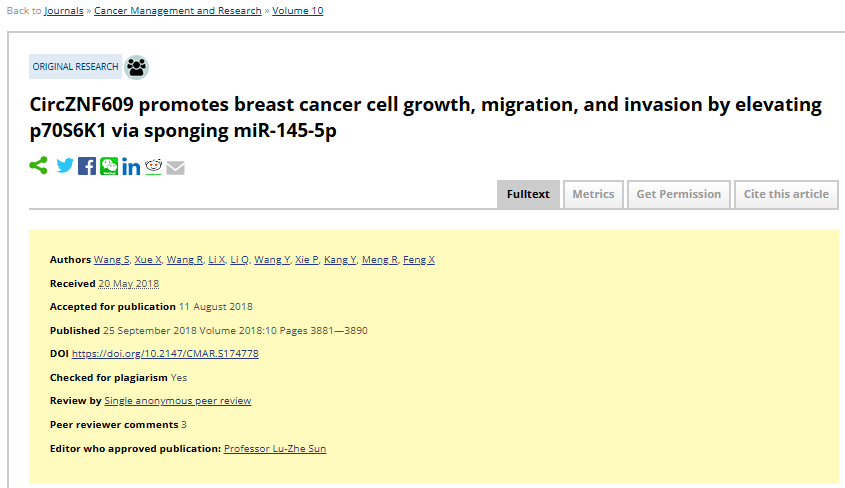 Back to Journals » Cancer Management and Research » Volume 10
ORIGINAL RESEARCH
CircZNF609 promotes breast cancer cell growth, migration, and invasion by elevating
p70S6K1 via sponging miR-145-5p
Fulltext Metrics Get Permission Cite this article
Authors Wang S, Xue X, Wang R, Li X, Li Q, Wang Y, Xie P, Kang Y, Meng R, Feng X
Received 20 May 2018
Accepted for publication 11 August 2018
Published 25 September 2018 Volume 2018:10 Pages 3881—3890
DOI https://doi.org/10.2147/CMAR.S174778
Checked for plagiarism Yes
Review by Single anonymous peer review
Peer reviewer comments 3
Editor who approved publication: Professor Lu-Zhe Sun